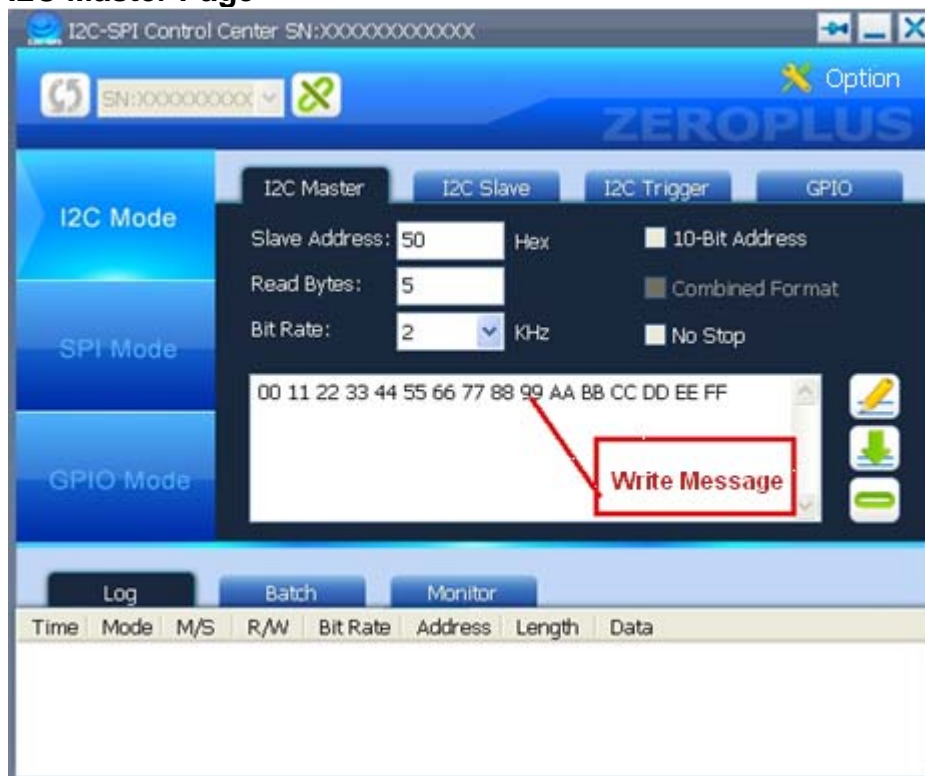 I2C Master Page
I2C-SPI Control Center SN:XXXXXXXXXXXX
SN:XXXXXXXXX
Option
ZEROPLUS
I2C Master I2C Slave I2C Trigger GPIO
I2C Mode
Slave Address: 50 Hex 10-Bit Address
Read Bytes: 5 Combined Format
Bit Rate: 2 KHz No Stop
SPI Mode
00 11 22 33 44 55 66 77 88 99 AA BB CC DD EE FF
Write Message
GPIO Mode
Log Batch Monitor
Time Mode M/S R/W Bit Rate Address Length Data